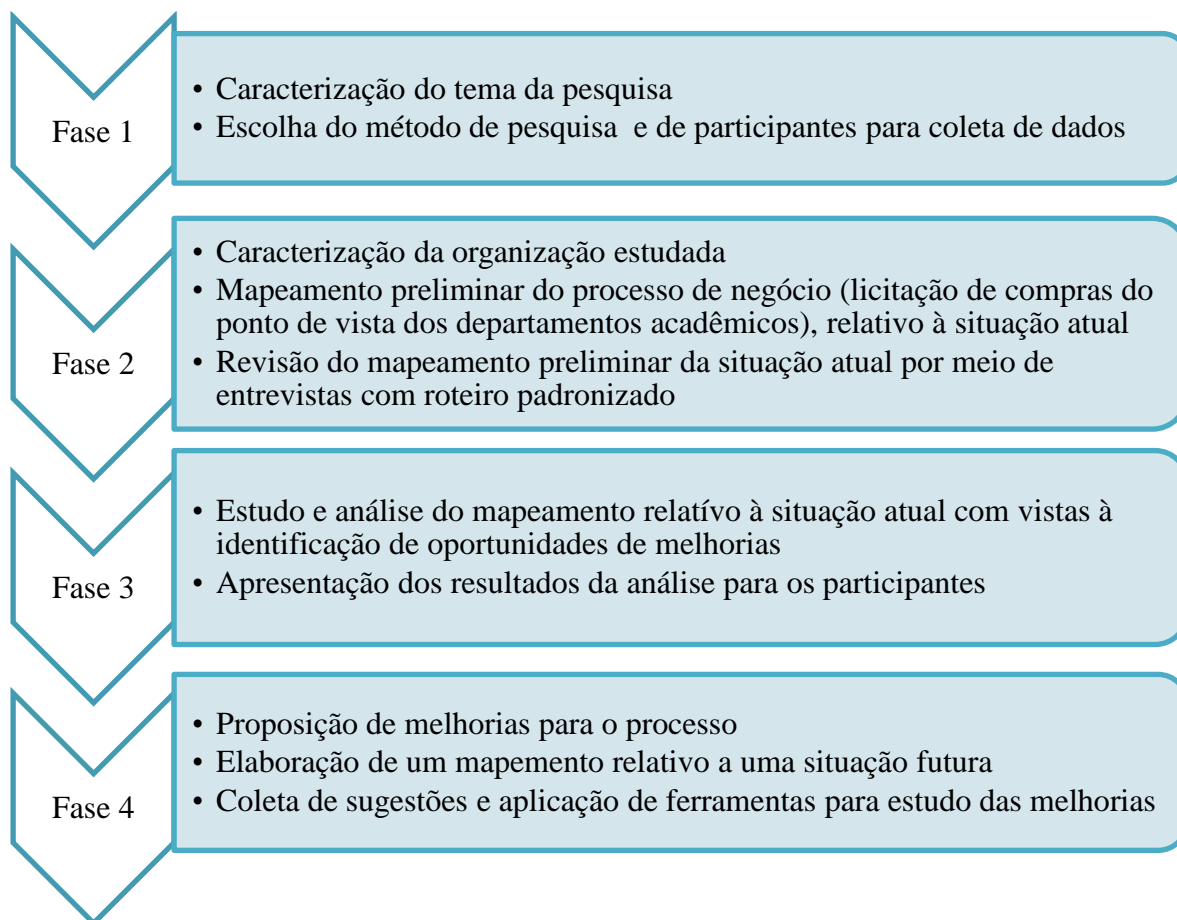 Fase 1
• Caracterização do tema da pesquisa
• Escolha do método de pesquisa e de participantes para coleta de dados
Fase 2
• Caracterização da organização estudada
• Mapeamento preliminar do processo de negócio (licitação de compras do
ponto de vista dos departamentos acadêmicos), relativo à situação atual
• Revisão do mapeamento preliminar da situação atual por meio de
entrevistas com roteiro padronizado
Fase 3
• Estudo e análise do mapeamento relatívo à situação atual com vistas à
identificação de oportunidades de melhorias
• Apresentação dos resultados da análise para os participantes
Fase 4
• Proposição de melhorias para o processo
• Elaboração de um mapemento relativo a uma situação futura
• Coleta de sugestões e aplicação de ferramentas para estudo das melhorias